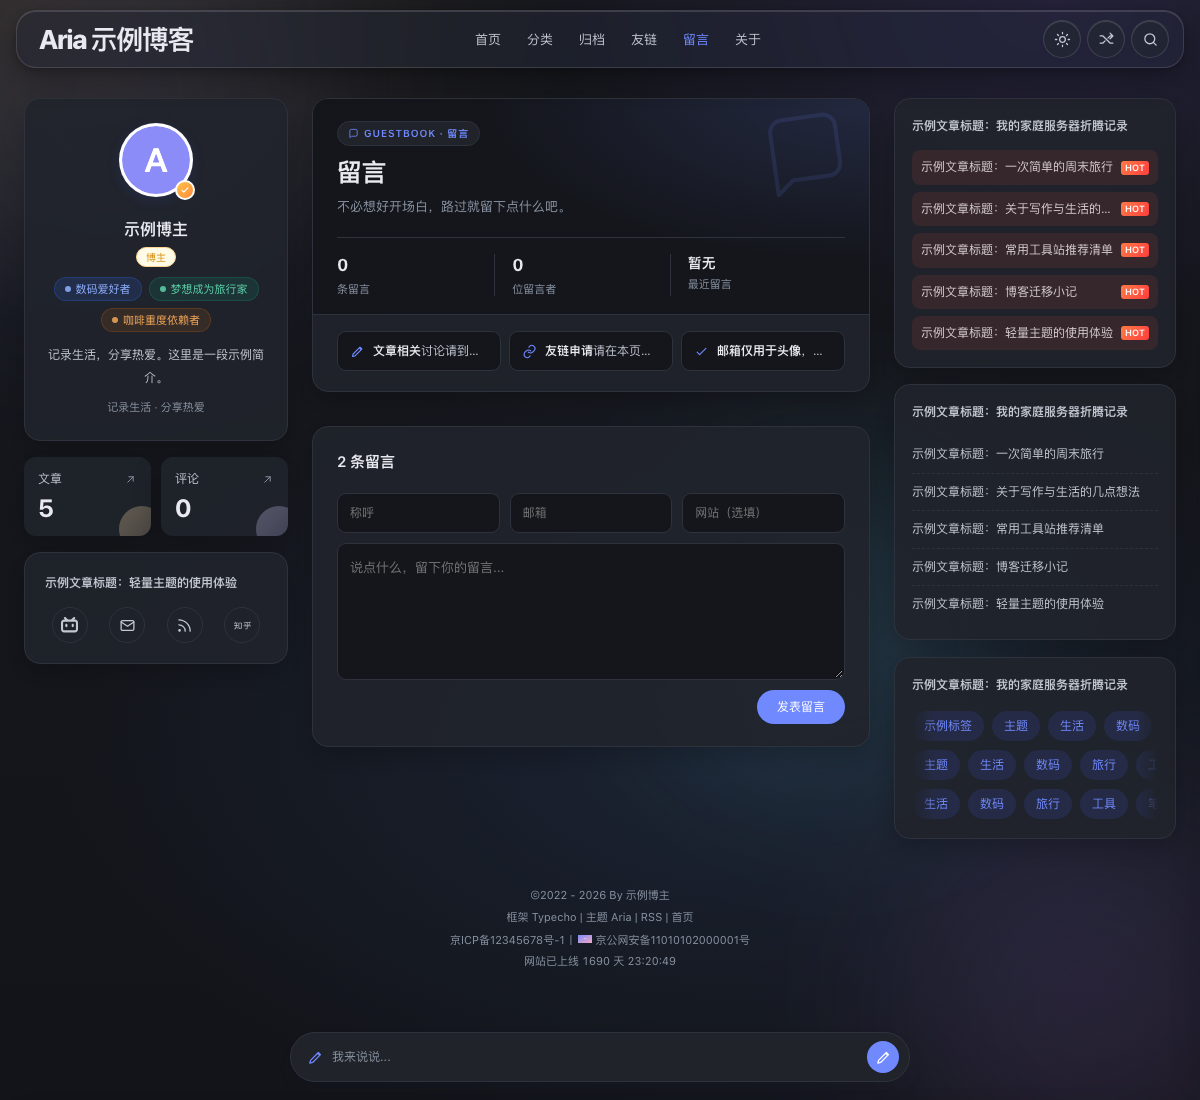 Aria 示例博客
首页 分类 归档 友链 留言 关于
A
示例博主
博主
数码爱好者 梦想成为旅行家
咖啡重度依赖者
记录生活，分享热爱。这里是一段示例简
介。
记录生活 · 分享热爱
文章
5
评论
0
示例文章标题：轻量主题的使用体验
知乎
GUESTBOOK · 留言
留言
不必想好开场白，路过就留下点什么吧。
0
条留言
0
位留言者
暂无
最近留言
文章相关讨论请到...
友链申请请在本页...
邮箱仅用于头像，...
2 条留言
称呼 邮箱 网站（选填）
说点什么，留下你的留言...
发表留言
示例文章标题：我的家庭服务器折腾记录
示例文章标题：一次简单的周末旅行 HOT
示例文章标题：关于写作与生活的... HOT
示例文章标题：常用工具站推荐清单 HOT
示例文章标题：博客迁移小记 HOT
示例文章标题：轻量主题的使用体验 HOT
示例文章标题：我的家庭服务器折腾记录
示例文章标题：一次简单的周末旅行
示例文章标题：关于写作与生活的几点想法
示例文章标题：常用工具站推荐清单
示例文章标题：博客迁移小记
示例文章标题：轻量主题的使用体验
示例文章标题：我的家庭服务器折腾记录
示例标签 主题 生活 数码
主题 生活 数码 旅行
生活 数码 旅行 工具
©2022 - 2026 By 示例博主
框架 Typecho | 主题 Aria | RSS | 首页
京ICP备12345678号-1 | 京公网安备11010102000001号
网站已上线 1690 天 23:20:49
我来说说...